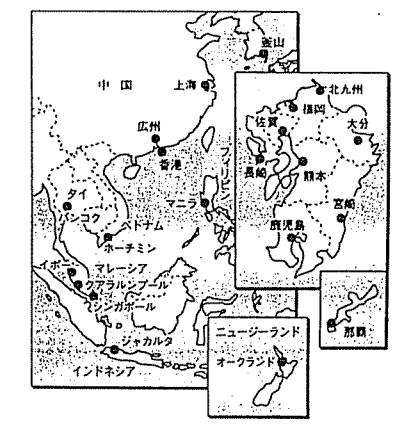 釜山
中国
上海
広州
香港
フィリピン
タイ
バンコク
マニラ
ベトナム
ホーチミン
イポー
マレーシア
クアラルンプール
シンガポール
ジャカルタ
インドネシア
北九州
福岡
佐賀
大分
長崎
熊本
宮崎
鹿児島
那覇
ニュージーランド
オークランド